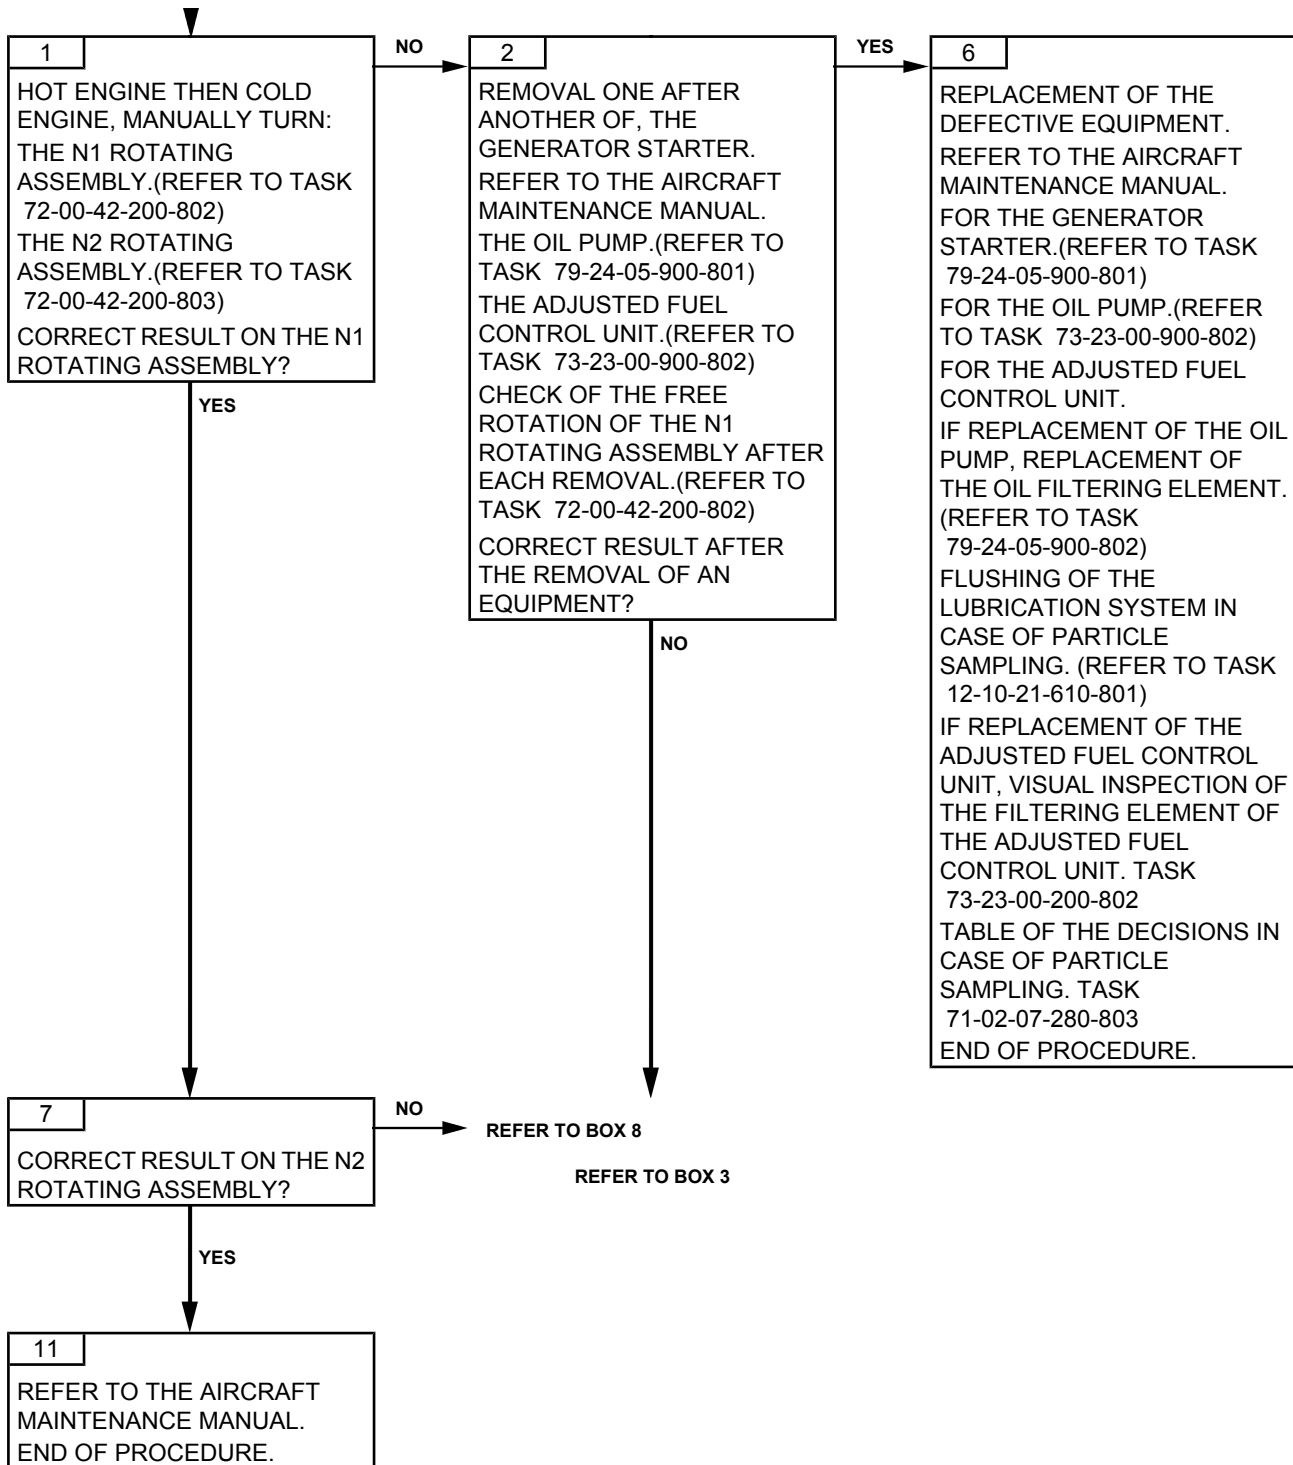 1
HOT ENGINE THEN COLD
ENGINE, MANUALLY TURN:
THE N1 ROTATING
ASSEMBLY.(REFER TO TASK
72-00-42-200-802)
THE N2 ROTATING
ASSEMBLY.(REFER TO TASK
72-00-42-200-803)
CORRECT RESULT ON THE N1
ROTATING ASSEMBLY?
NO
YES
2
REMOVAL ONE AFTER
ANOTHER OF, THE
GENERATOR STARTER.
REFER TO THE AIRCRAFT
MAINTENANCE MANUAL.
THE OIL PUMP.(REFER TO
TASK 79-24-05-900-801)
THE ADJUSTED FUEL
CONTROL UNIT.(REFER TO
TASK 73-23-00-900-802)
CHECK OF THE FREE
ROTATION OF THE N1
ROTATING ASSEMBLY AFTER
EACH REMOVAL.(REFER TO
TASK 72-00-42-200-802)
CORRECT RESULT AFTER
THE REMOVAL OF AN
EQUIPMENT?
YES
NO
6
REPLACEMENT OF THE
DEFECTIVE EQUIPMENT.
REFER TO THE AIRCRAFT
MAINTENANCE MANUAL.
FOR THE GENERATOR
STARTER.(REFER TO TASK
79-24-05-900-801)
FOR THE OIL PUMP.(REFER
TO TASK 73-23-00-900-802)
FOR THE ADJUSTED FUEL
CONTROL UNIT.
IF REPLACEMENT OF THE OIL
PUMP, REPLACEMENT OF
THE OIL FILTERING ELEMENT.
(REFER TO TASK
79-24-05-900-802)
FLUSHING OF THE
LUBRICATION SYSTEM IN
CASE OF PARTICLE
SAMPLING. (REFER TO TASK
12-10-21-610-801)
IF REPLACEMENT OF THE
ADJUSTED FUEL CONTROL
UNIT, VISUAL INSPECTION OF
THE FILTERING ELEMENT OF
THE ADJUSTED FUEL
CONTROL UNIT. TASK
73-23-00-200-802
TABLE OF THE DECISIONS IN
CASE OF PARTICLE
SAMPLING. TASK
71-02-07-280-803
END OF PROCEDURE.
7
CORRECT RESULT ON THE N2
ROTATING ASSEMBLY?
NO
REFER TO BOX 8
REFER TO BOX 3
YES
11
REFER TO THE AIRCRAFT
MAINTENANCE MANUAL.
END OF PROCEDURE.